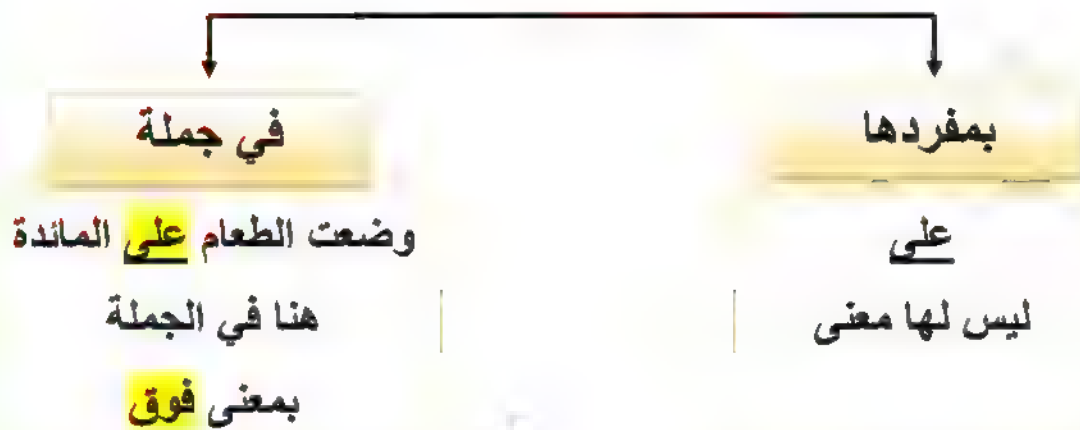 بمفردها
على
ليس لها معنى
في جملة
وضعت الطعام على المائدة
هنا في الجملة
بمعنى فوق